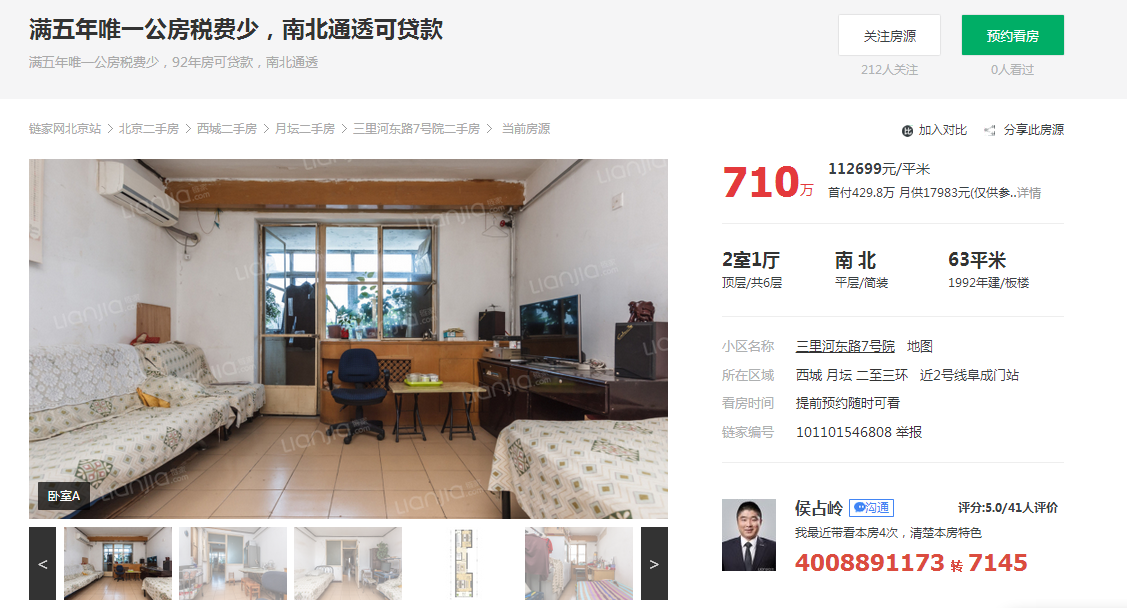 满五年唯一公房税费少，南北通透可贷款
满五年唯一公房税费少，92年房可贷款，南北通透
关注房源
预约看房
212人关注
0人看过
链家网北京站 > 北京二手房 > 西城二手房 > 月坛二手房 > 三里河东路7号院二手房 > 当前房源
加入对比
分享此房源
710万
112699元/平米
首付429.8万 月供17983元(仅供参..详情
2室1厅
南 北
63平米
顶层/共6层
平层/简装
1992年建/板楼
小区名称 三里河东路7号院 地图
所在区域 西城 月坛 二至三环 近2号线阜成门站
看房时间 提前预约随时可看
链家编号 101101546808 举报
卧室A
lianjia.com
侯占岭 沟通
评分:5.0/41人评价
我最近带看本房4次，清楚本房特色
4008891173 转 7145
<
>